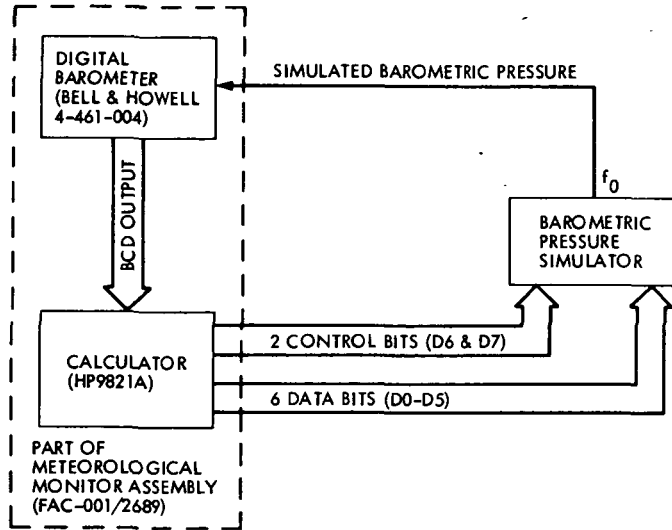 DIGITAL
BAROMETER
(BELL & HOWELL
4-461-004)
SIMULATED BAROMETRIC PRESSURE
f0
BCD OUTPUT
BAROMETRIC
PRESSURE
SIMULATOR
CALCULATOR
(HP9821A)
2 CONTROL BITS (D6 & D7)
6 DATA BITS (D0-D5)
PART OF
METEOROLOGICAL
MONITOR ASSEMBLY
(FAC-001/2689)